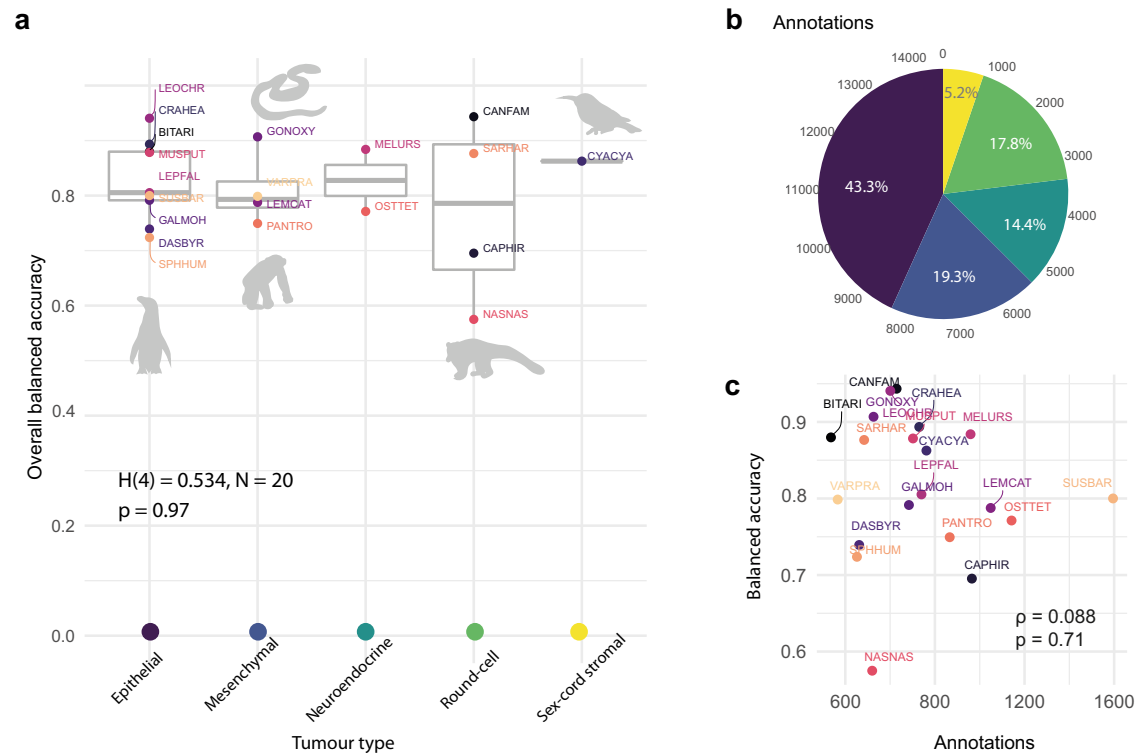 a
Overall balanced accuracy
0.8
0.6
0.4
0.2
0.0
LEOCHR
CRAHEA
BITARI
MUSPUT
LEPFAL
SUSBAR
GALMOH
DASBYR
SPHHUM
GONOXY
VARPRA
LEMCAT
PANTRO
MELURS
OSTTET
CANFAM
SARHAR
CAPHIR
NASNAS
CYACYA
H(4) = 0.534, N = 20
p = 0.97
Epithelial
Mesenchymal
Neuroendocrine
Round-cell
Sex-cord stromal
Tumour type
b
Annotations
0
1000
2000
3000
4000
5000
6000
7000
8000
9000
10000
11000
12000
13000
14000
5.2%
17.8%
14.4%
19.3%
43.3%
c
Balanced accuracy
0.9
0.8
0.7
0.6
CANFAM
BITARI
GONOXY
CRAHEA
LEOCHR
MUSPUT
MELURS
SARHAR
CYACYA
LEPFAL
VARPRA
GALMOH
LEMCAT
SUSBAR
OSTTET
DASBYR
PANTRO
SPHHUM
CAPHIR
NASNAS
ρ = 0.088
p = 0.71
600
800
1200
1600
Annotations